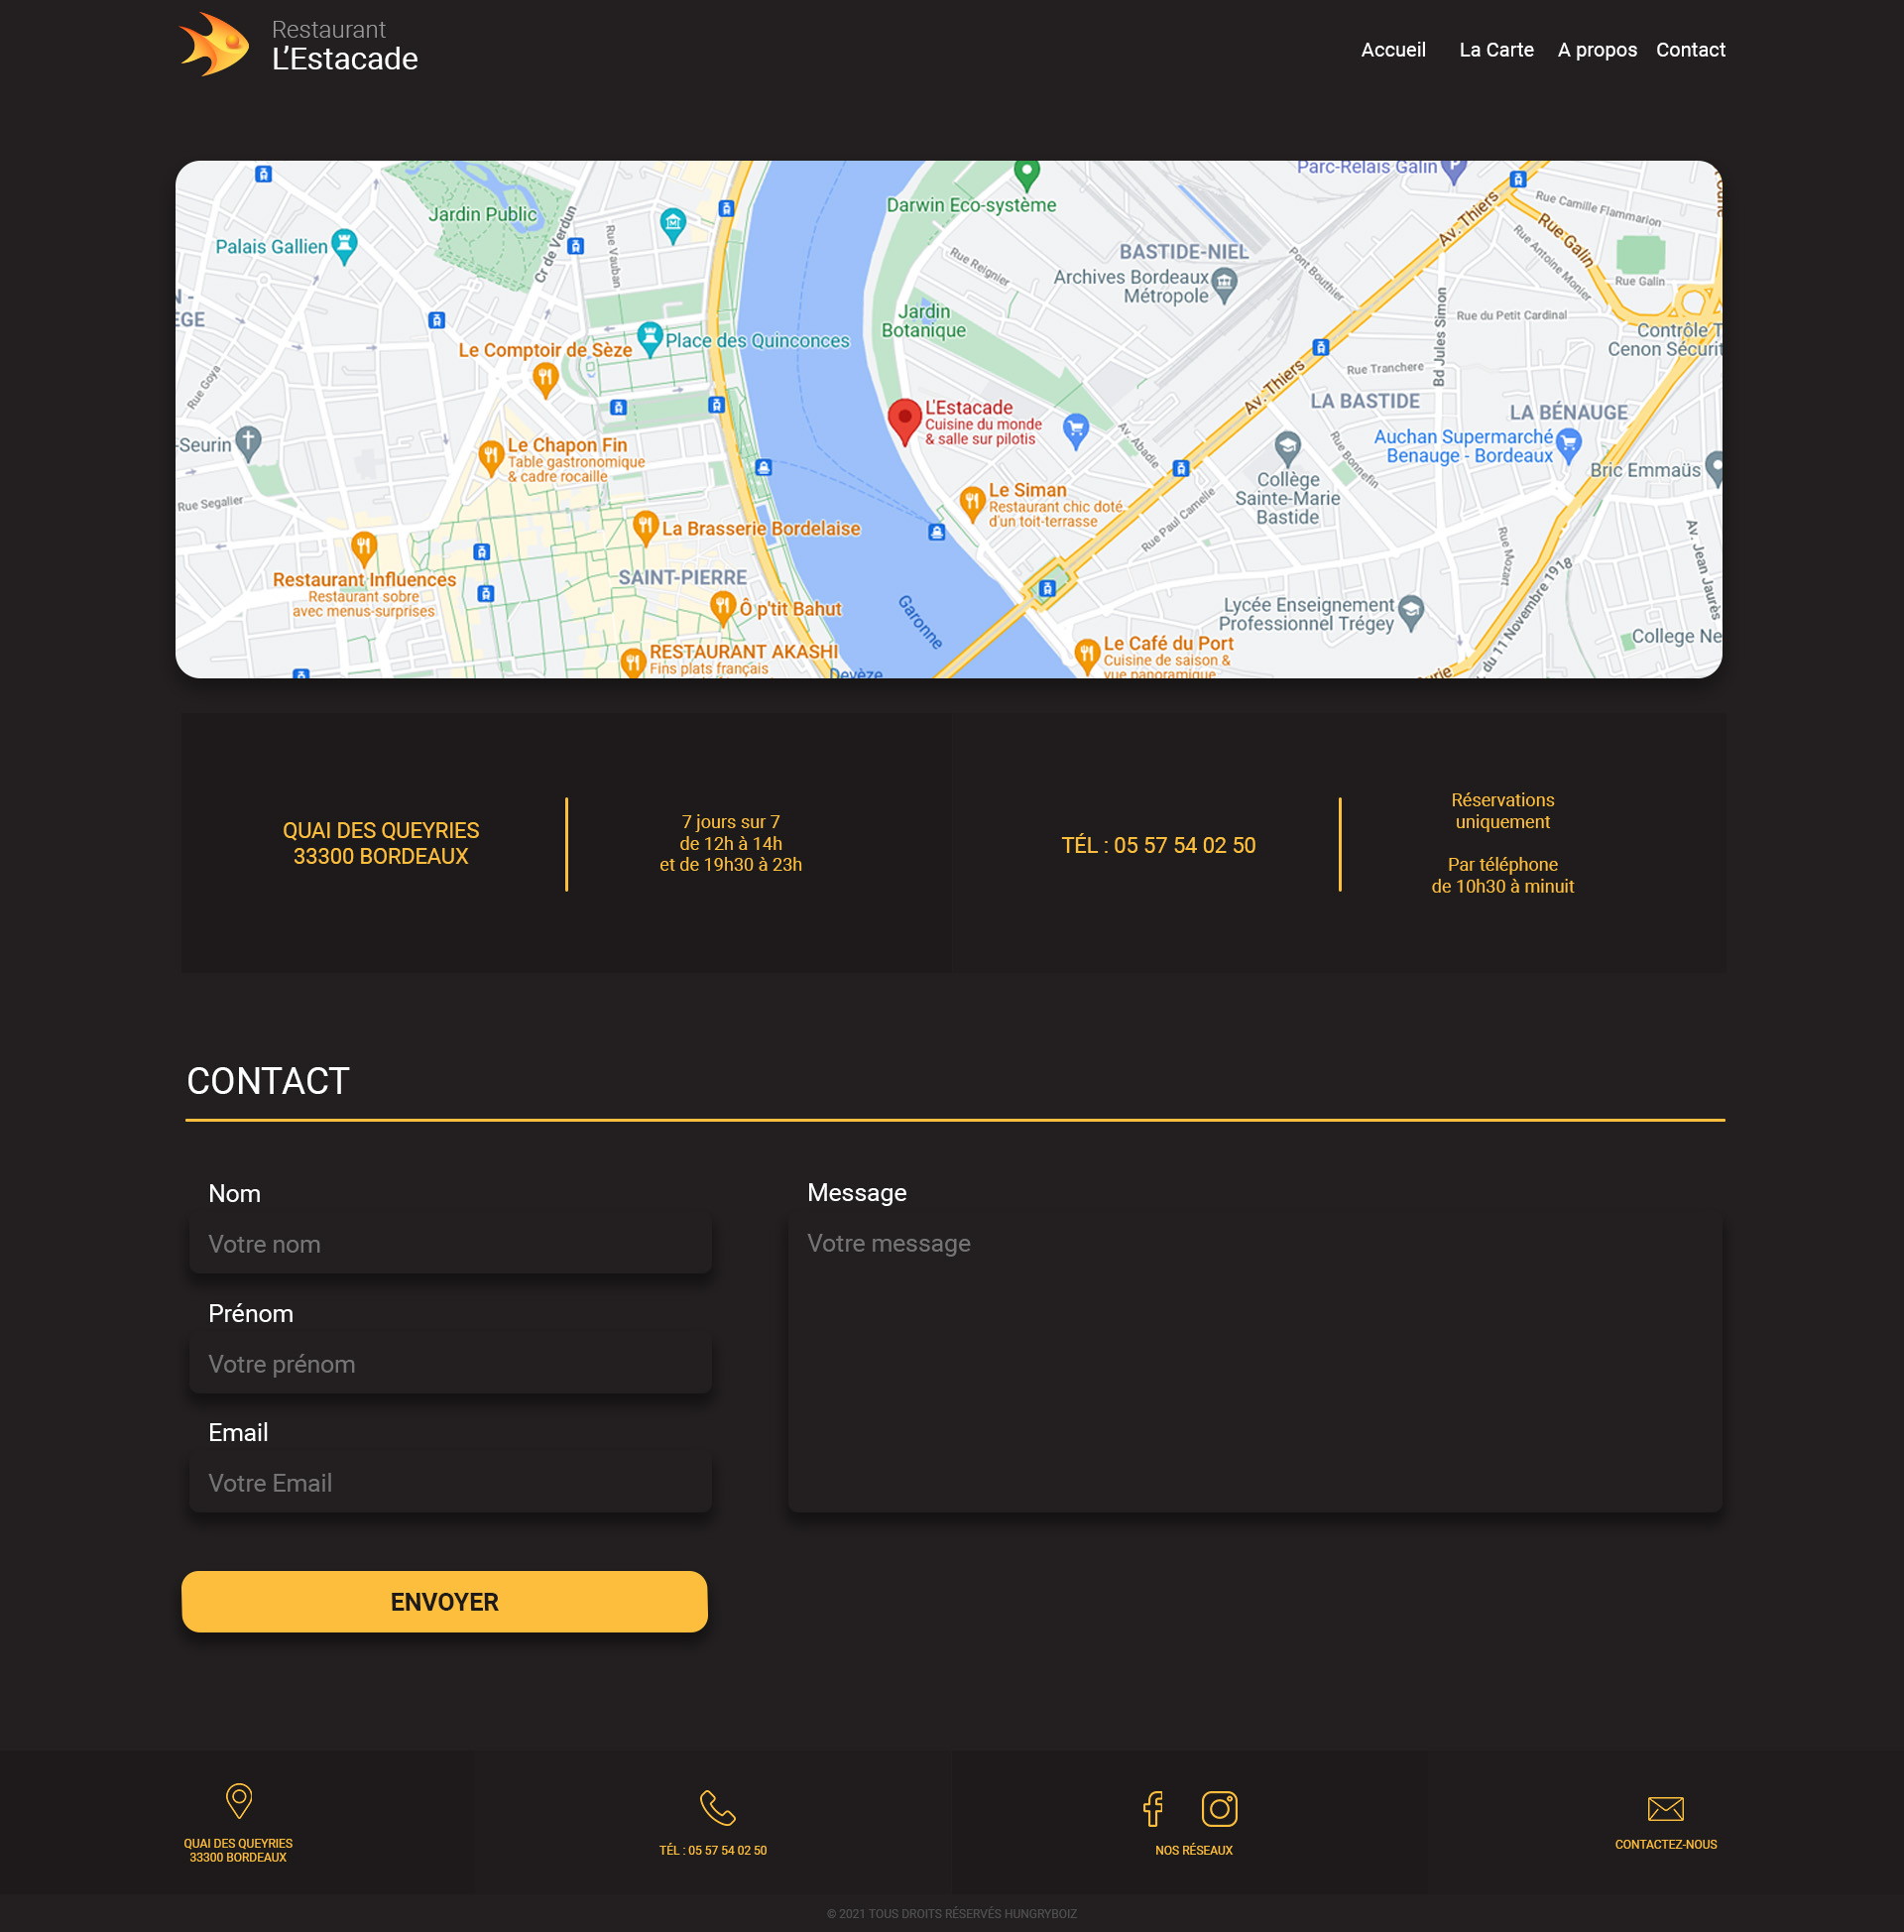 Restaurant
L’Estacade
Accueil
La Carte
A propos
Contact
Parc-Relais Galin
Jardin Public
Darwin Eco-système
Rue Camille Flammarion
Palais Gallien
Cr de Verdun
Rue Vauban
Av. Thiers
Rue Galin
Rue Antoine Monier
BASTIDE-NIEL
Rue Reignier
Pont Bouthier
Archives Bordeaux
Métropole
Rue Galin
N -
EGE
Jardin
Botanique
Bd Jules Simon
Rue du Petit Cardinal
Contrôle T
Cenon Sécurit
Le Comptoir de Sèze
Place des Quinconces
Rue Goya
Av. Thiers
Rue Tranchere
LA BASTIDE
LA BÉNAUGE
L'Estacade
Cuisine du monde
& salle sur pilotis
-Seurin
Le Chapon Fin
Table gastronomique
& cadre rocaille
Av. Abadie
Rue Bonnefin
Auchan Supermarché
Benauge - Bordeaux
Bric Emmaüs
Collège
Sainte-Marie
Bastide
Rue Segalier
Le Siman
Restaurant chic doté
d'un toit-terrasse
Rue Paul Camelle
La Brasserie Bordelaise
Rue Mozart
Av. Jean Jaurès
Restaurant Influences
Restaurant sobre
avec menus-surprises
SAINT-PIERRE
Ô p'tit Bahut
Garonne
Lycée Enseignement
Professionnel Trégey
du 11 Novembre 1918
College Ne
RESTAURANT AKASHI
Fins plats français
Devèze
Le Café du Port
Cuisine de saison &
vue panoramique
QUAI DES QUEYRIES
33300 BORDEAUX
7 jours sur 7
de 12h à 14h
et de 19h30 à 23h
TÉL : 05 57 54 02 50
Réservations
uniquement
Par téléphone
de 10h30 à minuit
CONTACT
Nom
Votre nom
Prénom
Votre prénom
Email
Votre Email
Message
Votre message
ENVOYER
QUAI DES QUEYRIES
33300 BORDEAUX
TÉL : 05 57 54 02 50
NOS RÉSEAUX
CONTACTEZ-NOUS
© 2021 TOUS DROITS RÉSERVÉS HUNGRYBOIZ